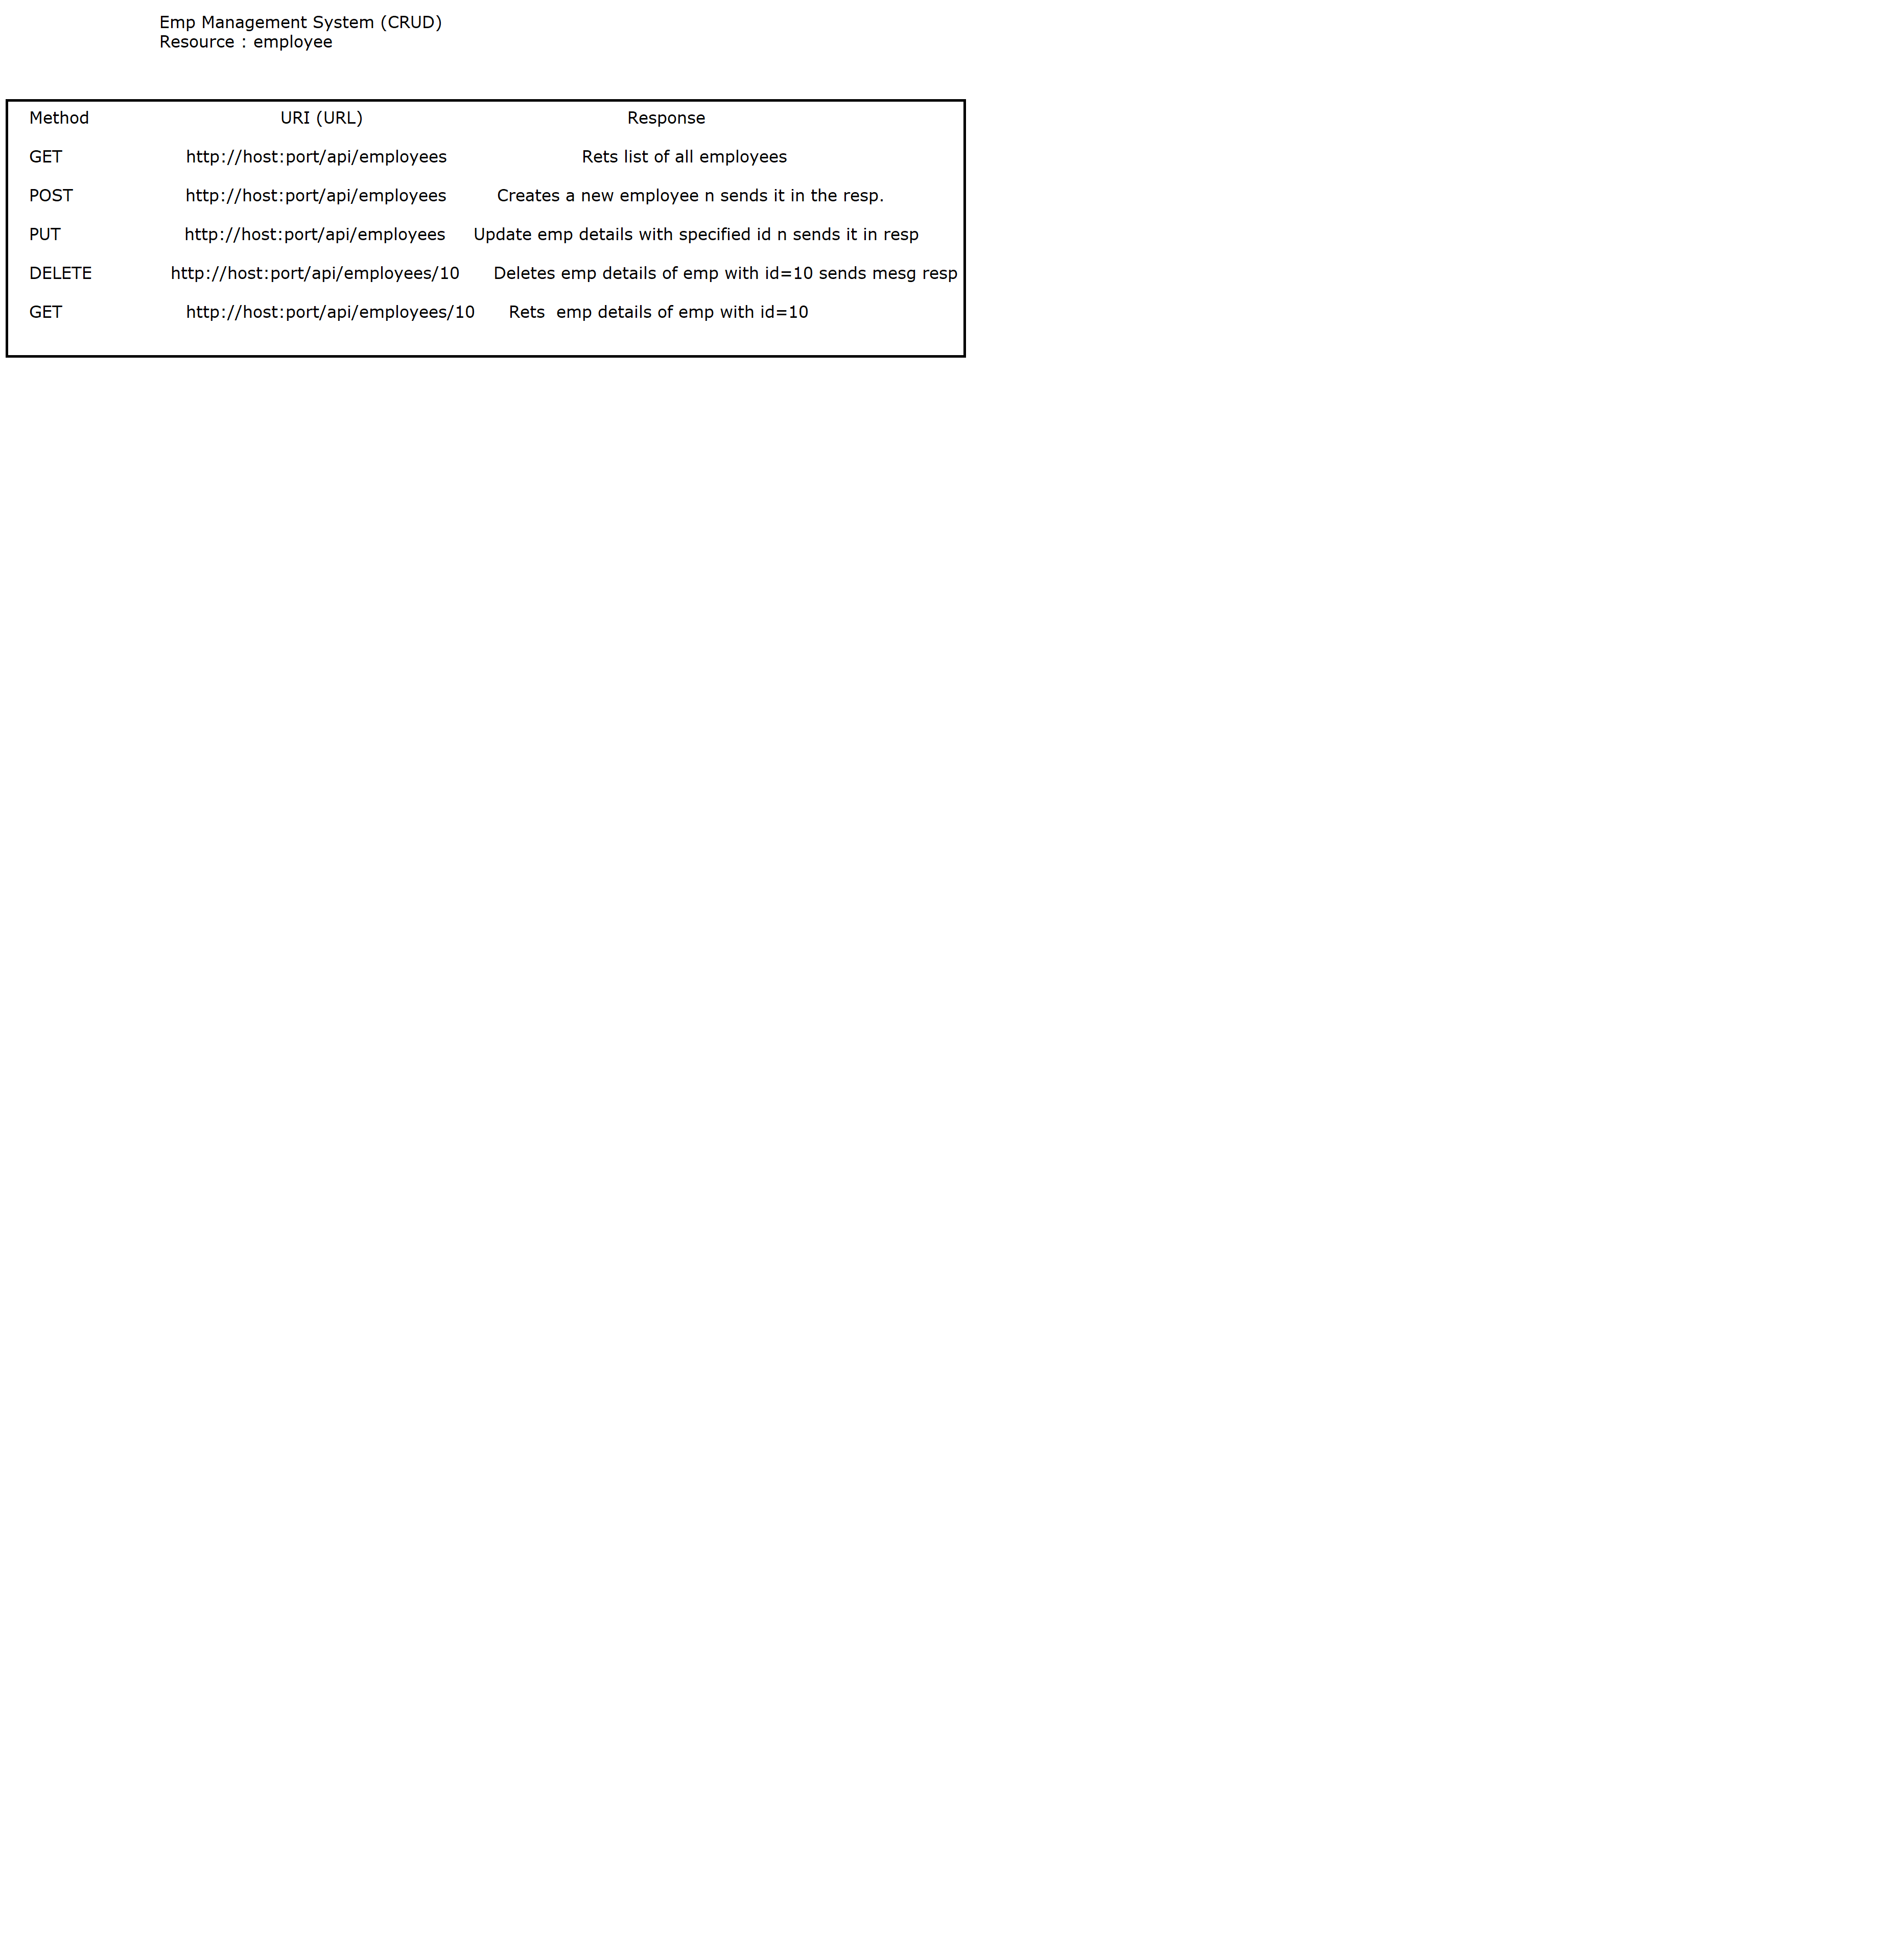 Emp Management System (CRUD)
Resource : employee
Method URI (URL) Response
GET http://host:port/api/employees Rets list of all employees
POST http://host:port/api/employees Creates a new employee n sends it in the resp.
PUT http://host:port/api/employees Update emp details with specified id n sends it in resp
DELETE http://host:port/api/employees/10 Deletes emp details of emp with id=10 sends mesg resp
GET http://host:port/api/employees/10 Rets  emp details of emp with id=10